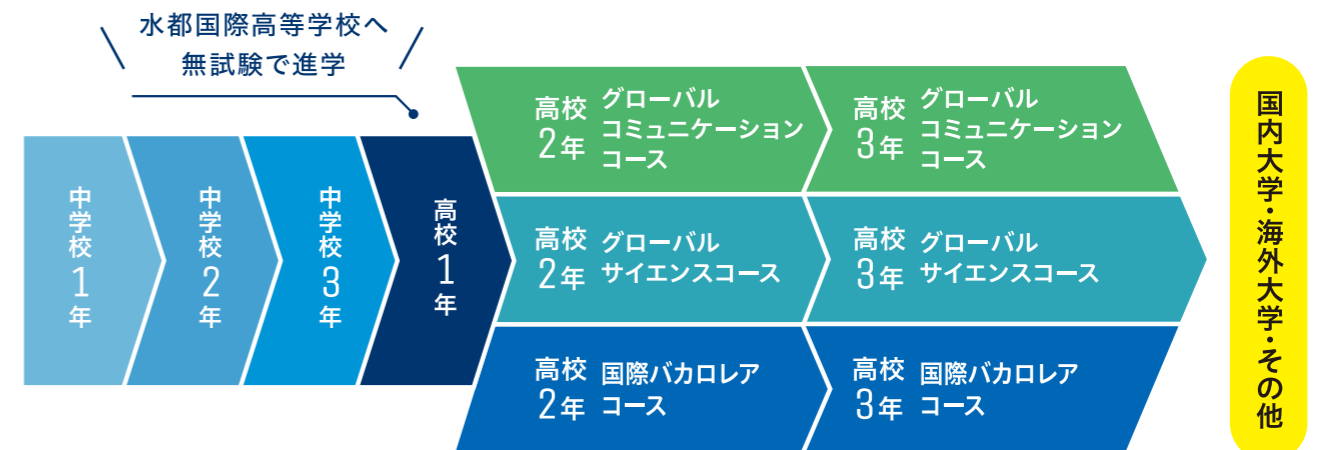 水都国際高等学校へ
無試験で進学
中学校1年
中学校2年
中学校3年
高校1年
高校2年
グローバル
コミュニケーション
コース
高校3年
グローバル
コミュニケーション
コース
高校2年
グローバル
サイエンスコース
高校3年
グローバル
サイエンスコース
高校2年
国際バカロレア
コース
高校3年
国際バカロレア
コース
国内大学・海外大学・その他